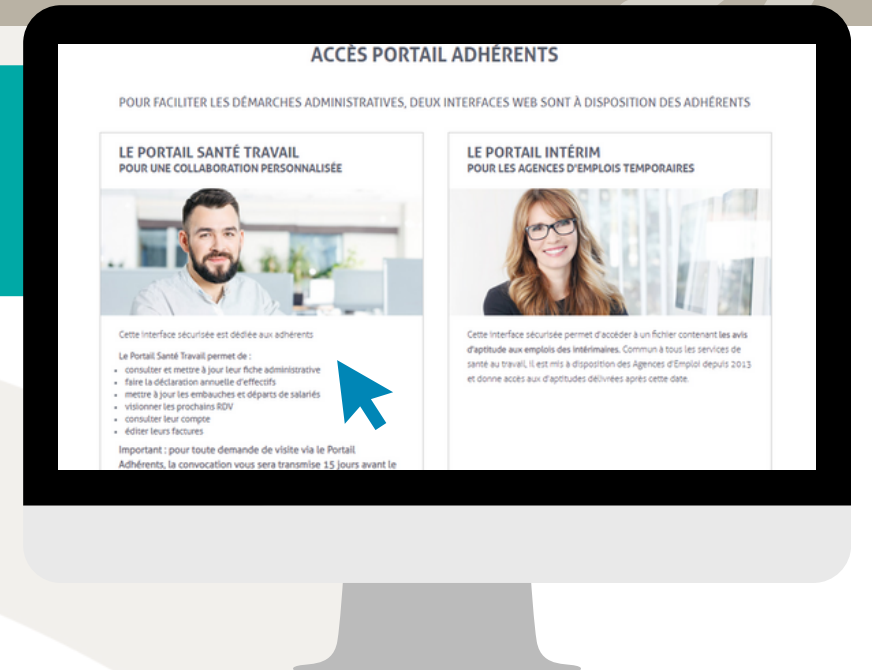 ACCÈS PORTAIL ADHÉRENTS
POUR FACILITER LES DÉMARCHES ADMINISTRATIVES, DEUX INTERFACES WEB SONT À DISPOSITION DES ADHÉRENTS
LE PORTAIL SANTÉ TRAVAIL
POUR UNE COLLABORATION PERSONNALISÉE
Cette interface sécurisée est dédiée aux adhérents
Le Portail Santé Travail permet de :
• consulter et mettre à jour leur fiche administrative
• faire la déclaration annuelle d'effectifs
• mettre à jour les embauches et départs de salariés
• visionner les prochains RDV
• consulter leur compte
• éditer leurs factures
Important : pour toute demande de visite via le Portail
Adhérents, la convocation vous sera transmise 15 jours avant le
LE PORTAIL INTÉRIM
POUR LES AGENCES D'EMPLOIS TEMPORAIRES
Cette interface sécurisée permet d'accéder à un fichier contenant les avis
d'aptitude aux emplois des intérimaires. Commun à tous les services de
santé au travail, il est mis à disposition des Agences d'Emploi depuis 2013
et donne accès aux d'aptitudes délivrées après cette date.